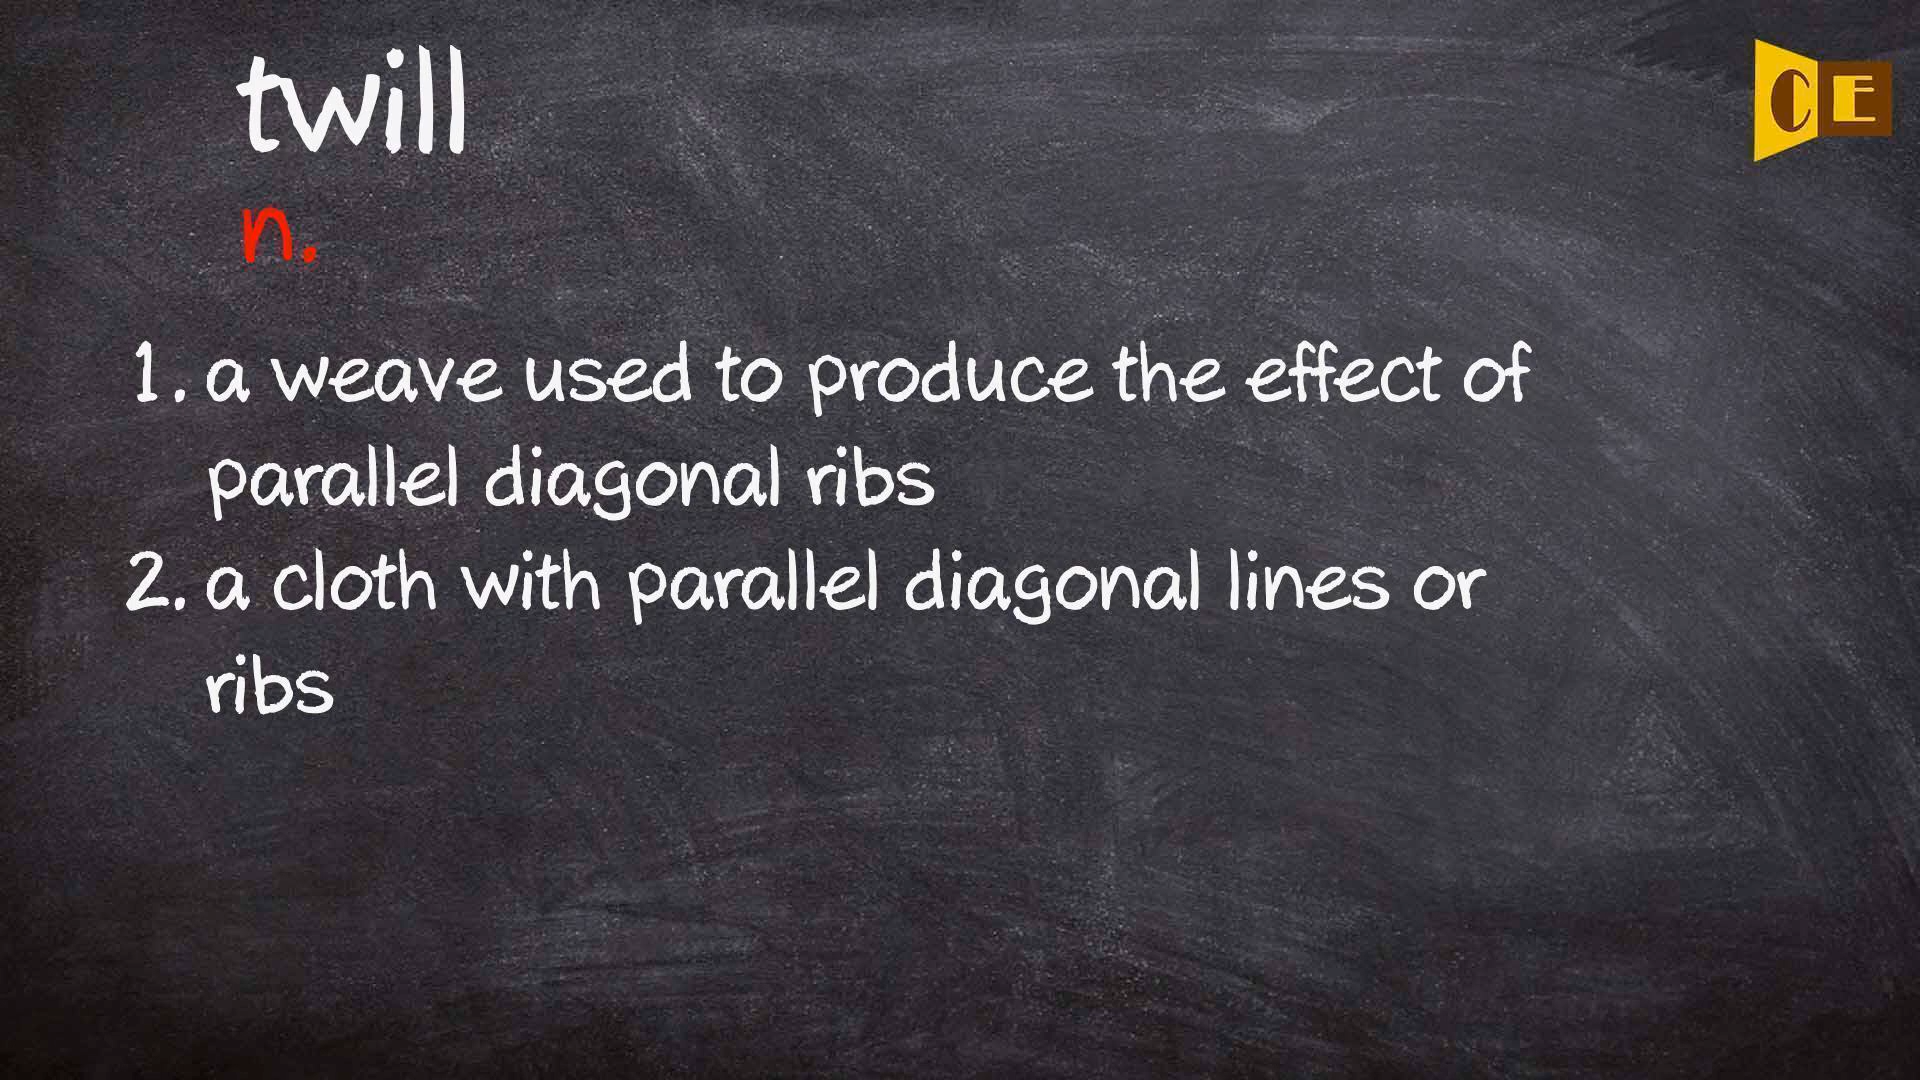 twill
CE
n.
1. a weave used to produce the effect of
parallel diagonal ribs
2. a cloth with parallel diagonal lines or
ribs